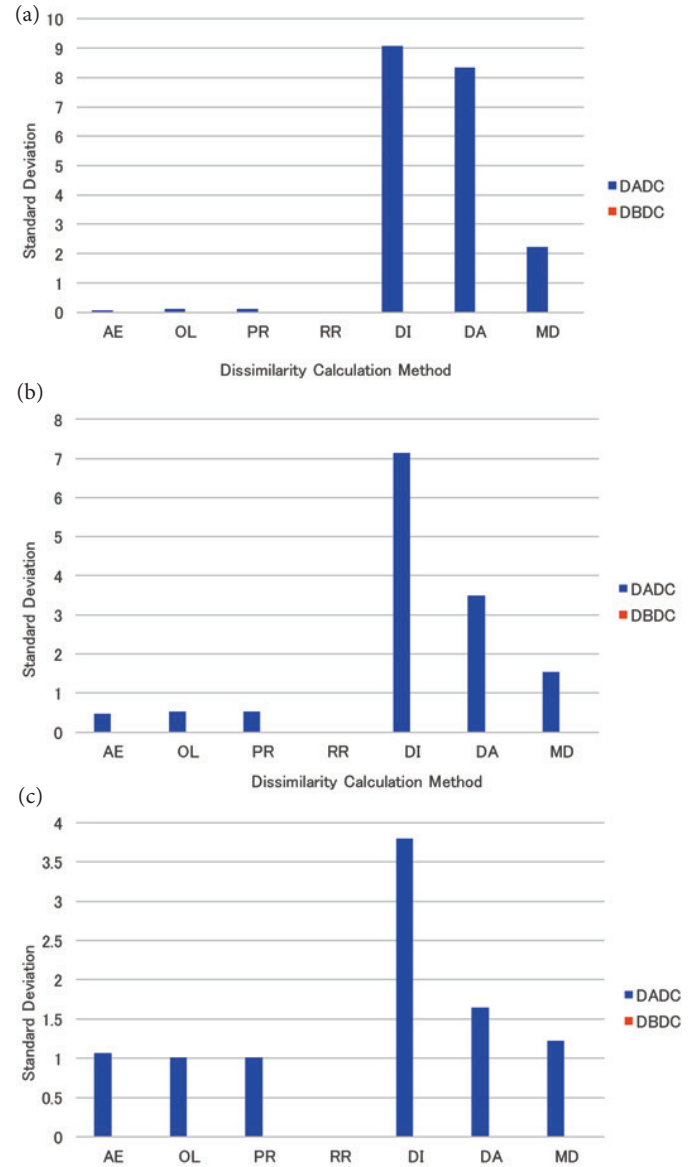 (a)
10
9
8
7
6
5
4
3
2
1
0
Standard Deviation
AE OL PR RR DI DA MD
Dissimilarity Calculation Method
DADC
DBDC
(b)
8
7
6
5
4
3
2
1
0
Standard Deviation
AE OL PR RR DI DA MD
Dissimilarity Calculation Method
DADC
DBDC
(c)
4
3.5
3
2.5
2
1.5
1
0.5
0
Standard Deviation
AE OL PR RR DI DA MD
DADC
DBDC